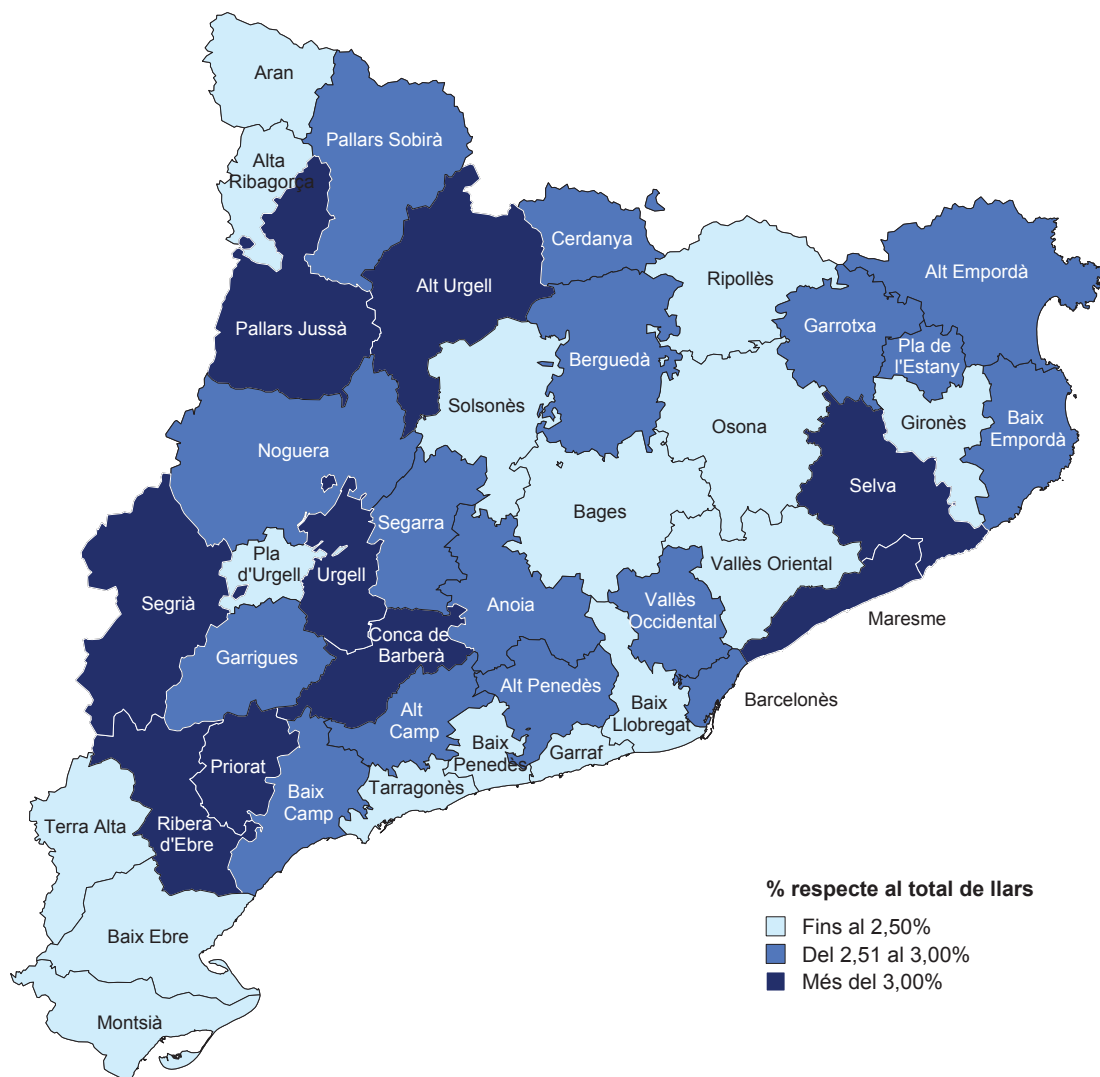 Aran
Pallars Sobirà
Alta
Ribagorça
Cerdanya
Ripollès
Alt Empordà
Alt Urgell
Pallars Jussà
Garrotxa
Pla de
l'Estany
Berguedà
Solsonès
Osona
Gironès
Baix
Empordà
Noguera
Selva
Bages
Segarra
Pla
d'Urgell
Urgell
Vallès Oriental
Segrià
Anoia
Vallès
Occidental
Maresme
Conca de
Barberà
Garrigues
Alt Penedès
Barcelonès
Baix
Llobregat
Alt
Camp
Baix
Penedès
Garraf
Priorat
Tarragonès
Baix
Camp
Terra Alta
Ribera
d'Ebre
Baix Ebre
Montsià
% respecte al total de llars
Fins al 2,50%
Del 2,51 al 3,00%
Més del 3,00%